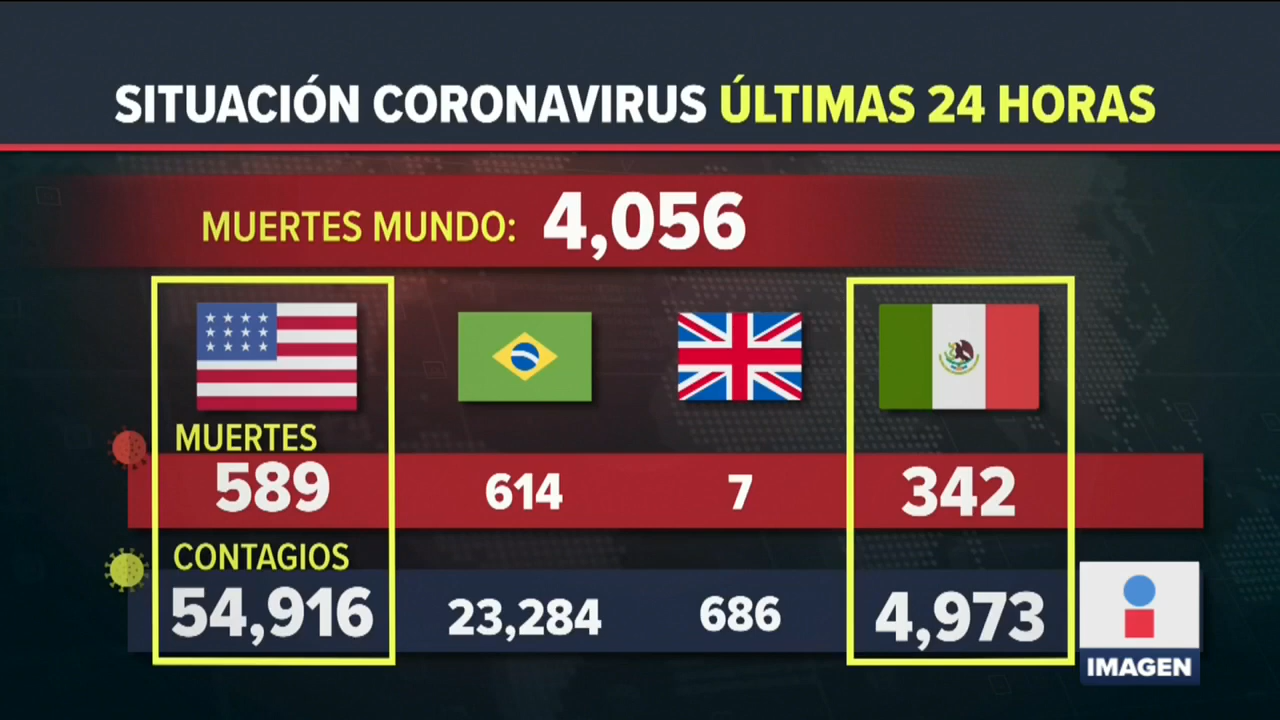 SITUACIÓN CORONAVIRUS ÚLTIMAS 24 HORAS
MUERTES MUNDO: 4,056
MUERTES
589 614 7 342
CONTAGIOS
54,916 23,284 686 4,973
IMAGEN